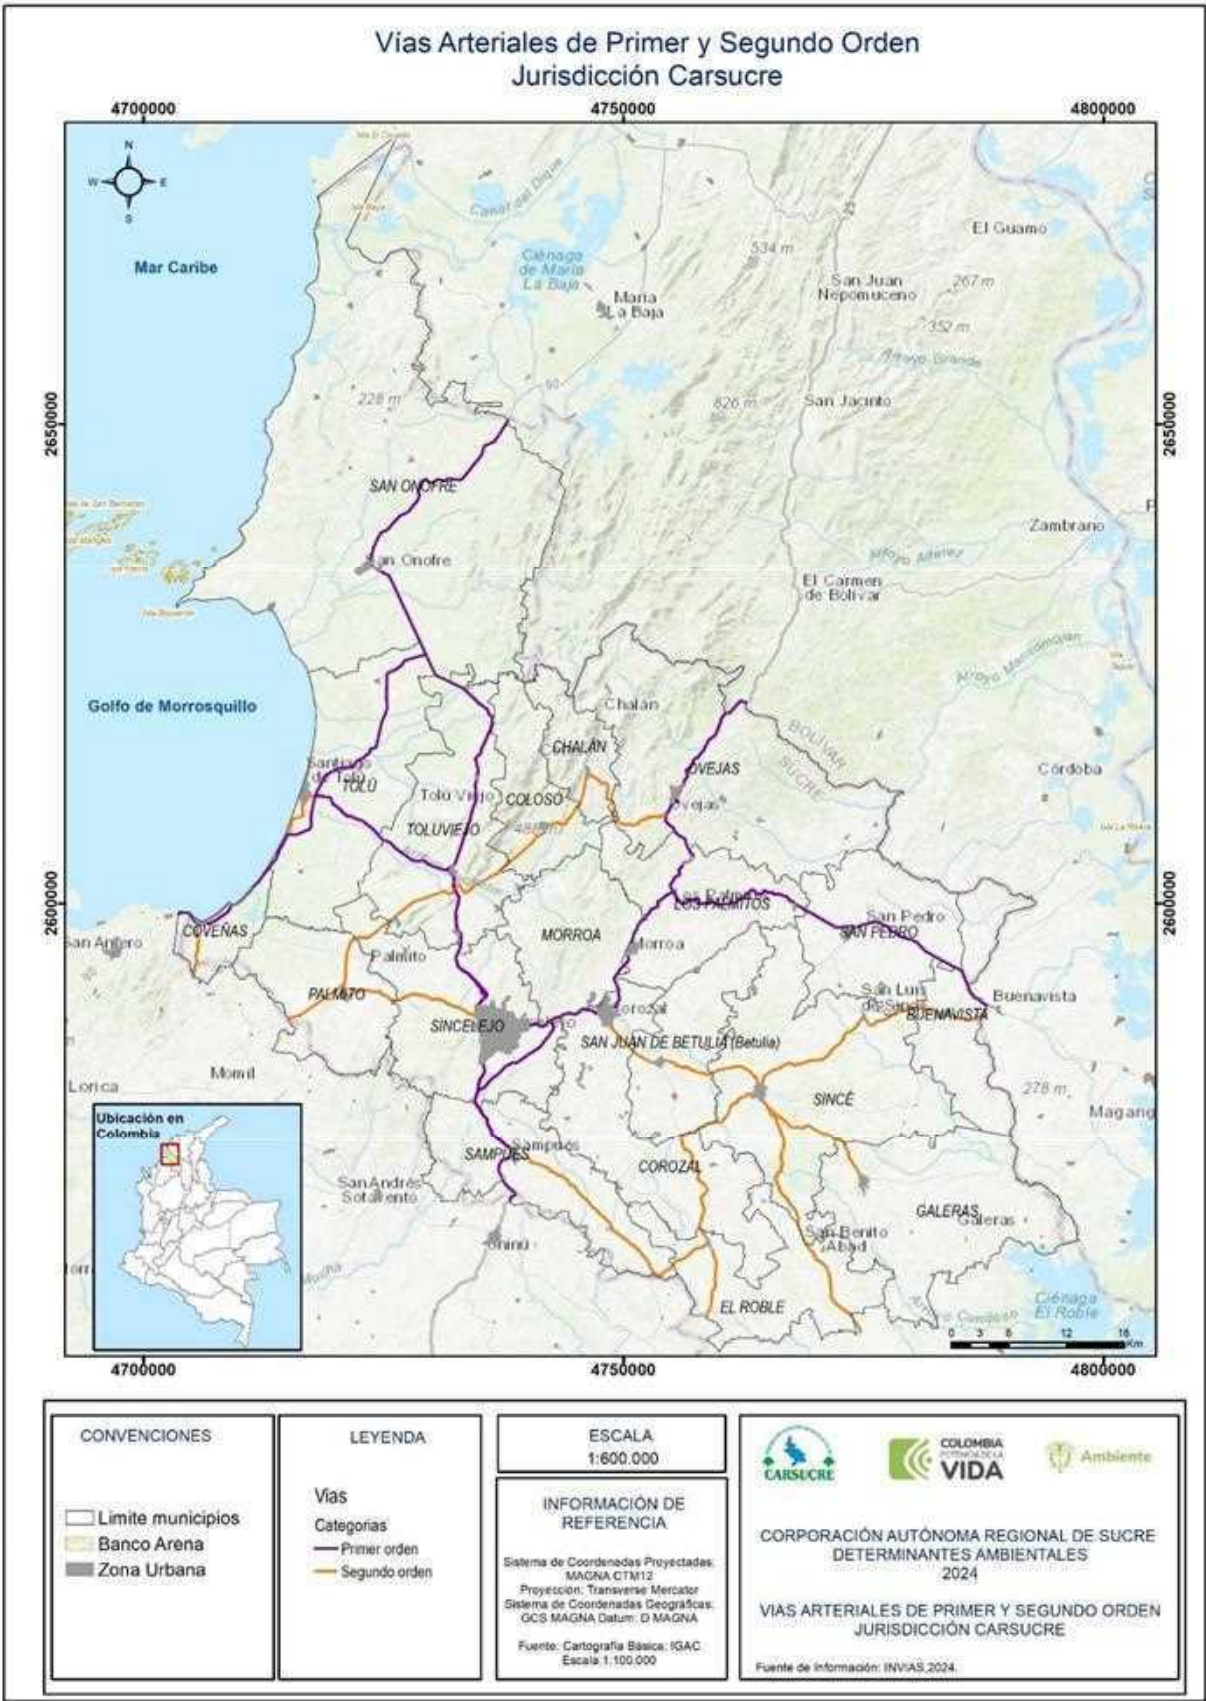 Vías Arteriales de Primer y Segundo Orden
Jurisdicción Carsucre
4700000
4750000
4800000
N
W
E
S
Mar Caribe
Canal del Dique
Ciénaga
de María
La Baja
María
La Baja
534 m
25
El Guamo
San Juan
Nepomuceno
267 m
352 m
Arroyo Grande
228 m
90
826 m
San Jacinto
2650000
2650000
SAN ONOFRE
San Onofre
Zambrano
El Carmen
de Bolívar
Golfo de Morrosquillo
Chalán
CHALÁN
BOLÍVAR
SUCRE
OVEJAS
Ovejas
Córdoba
Santiago
de Tolú
TOLÚ
Tolú Viejo
COLOSO
TOLUVIEJO
2600000
2600000
LOS PALMITOS
San Pedro
SAN PEDRO
COVEÑAS
San Antero
MORROA
Morroa
Palmito
PALMITO
San Luis
de Sincé
BUENAVISTA
Buenavista
SINCELEJO
Corozal
SAN JUAN DE BETULIA (Betulia)
Momil
Lorica
SINCÉ
278 m
Magang
Ubicación en
Colombia
SAMPUÉS
Sampués
COROZAL
San Andrés
Sotavento
GALERAS
Galeras
San Benito
Abad
Chinú
EL ROBLE
Ciénaga
El Roble
0 3 6 12 18
Km
4700000
4750000
4800000
CONVENCIONES
Limite municipios
Banco Arena
Zona Urbana
LEYENDA
Vias
Categorias
Primer orden
Segundo orden
ESCALA
1:600.000
INFORMACIÓN DE
REFERENCIA
Sistema de Coordenadas Proyectadas:
MAGNA CTM12
Proyección: Transverse Mercator
Sistema de Coordenadas Geográficas:
GCS MAGNA Datum: D MAGNA
Fuente: Cartografía Básica: IGAC
Escala 1:100.000
CARSUCRE
COLOMBIA
POTENCIA DE LA
VIDA
Ambiente
CORPORACIÓN AUTÓNOMA REGIONAL DE SUCRE
DETERMINANTES AMBIENTALES
2024
VIAS ARTERIALES DE PRIMER Y SEGUNDO ORDEN
JURISDICCIÓN CARSUCRE
Fuente de Información: INVIAS,2024.